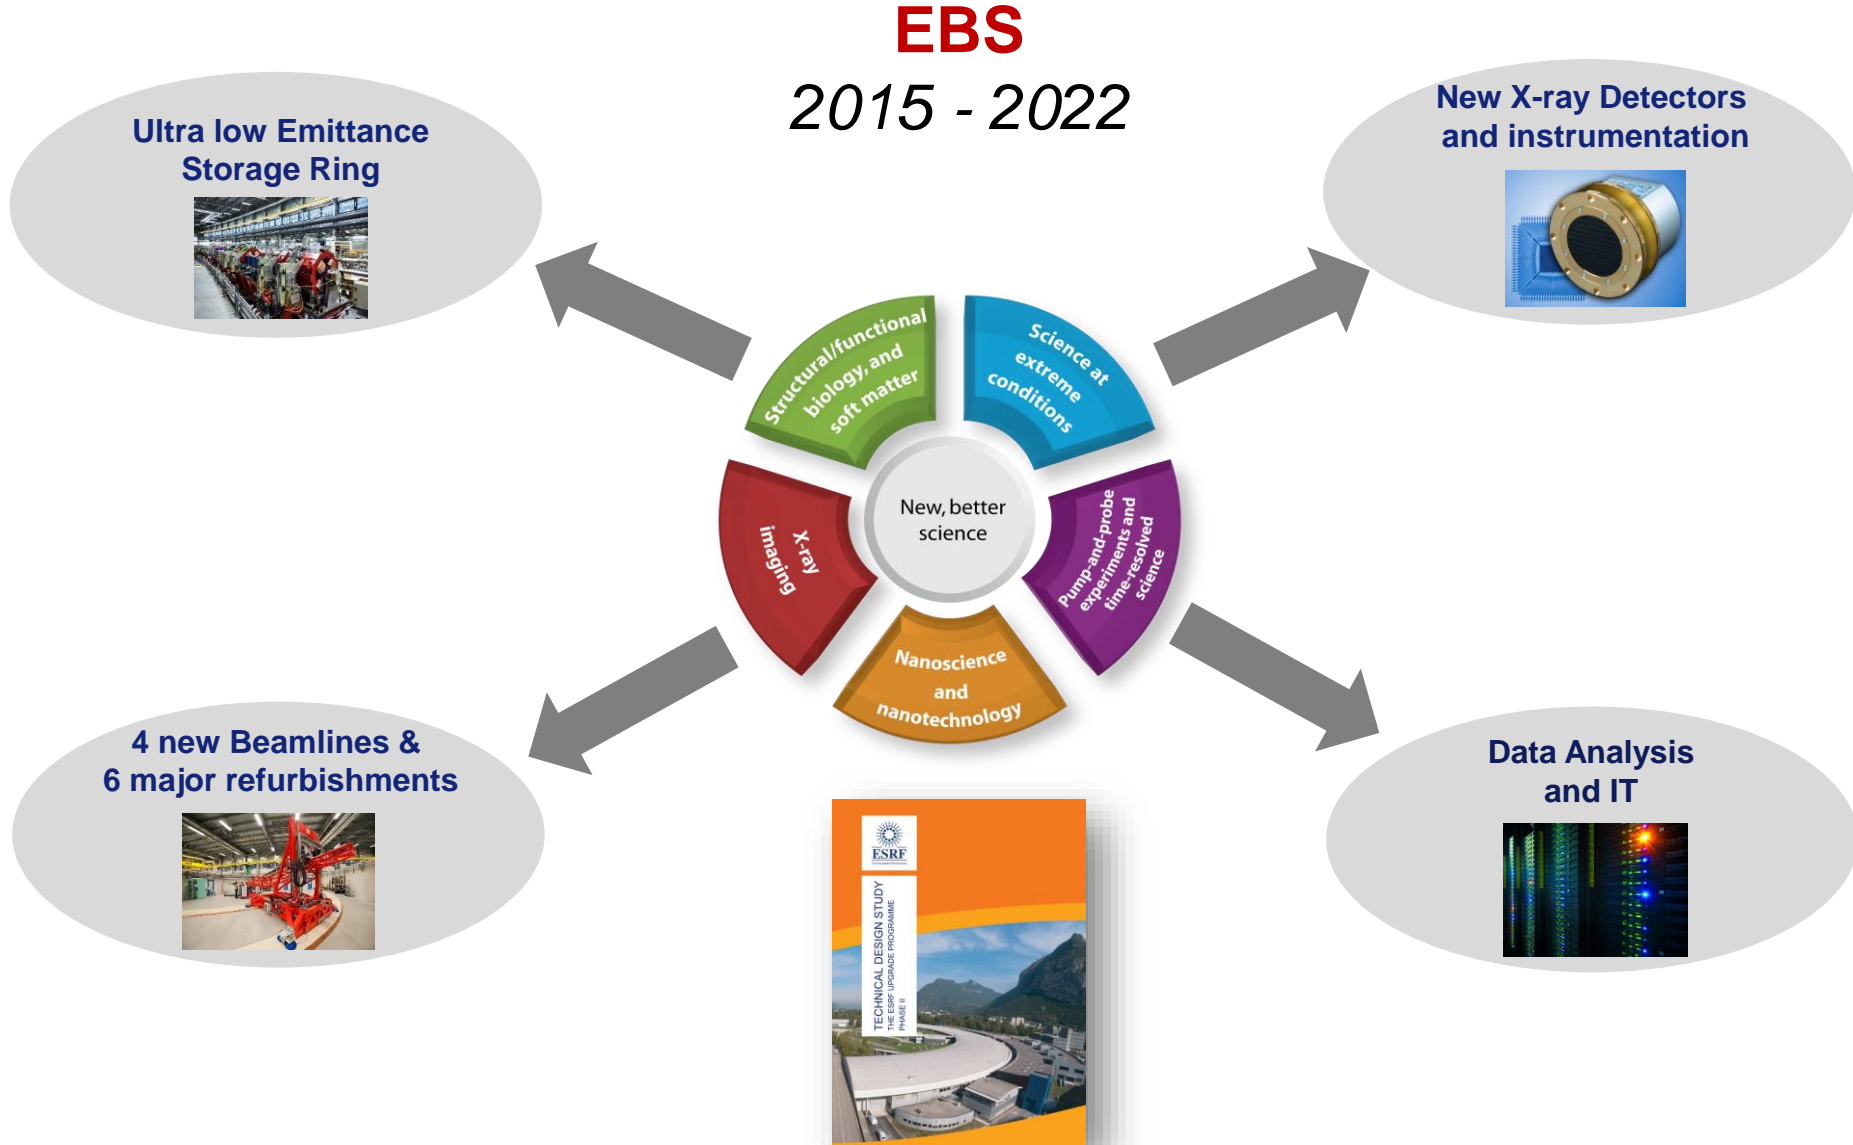 EBS
2015 - 2022
Ultra low Emittance
Storage Ring
New X-ray Detectors
and instrumentation
Structural/functional
biology, and
soft matter
Science at
extreme
conditions
New, better
science
X-ray
imaging
Pump-and-probe
experiments and
time-resolved
science
Nanoscience
and
nanotechnology
4 new Beamlines &
6 major refurbishments
Data Analysis
and IT
ESRF
TECHNICAL DESIGN STUDY
THE ESRF UPGRADE PROGRAMME
PHASE II